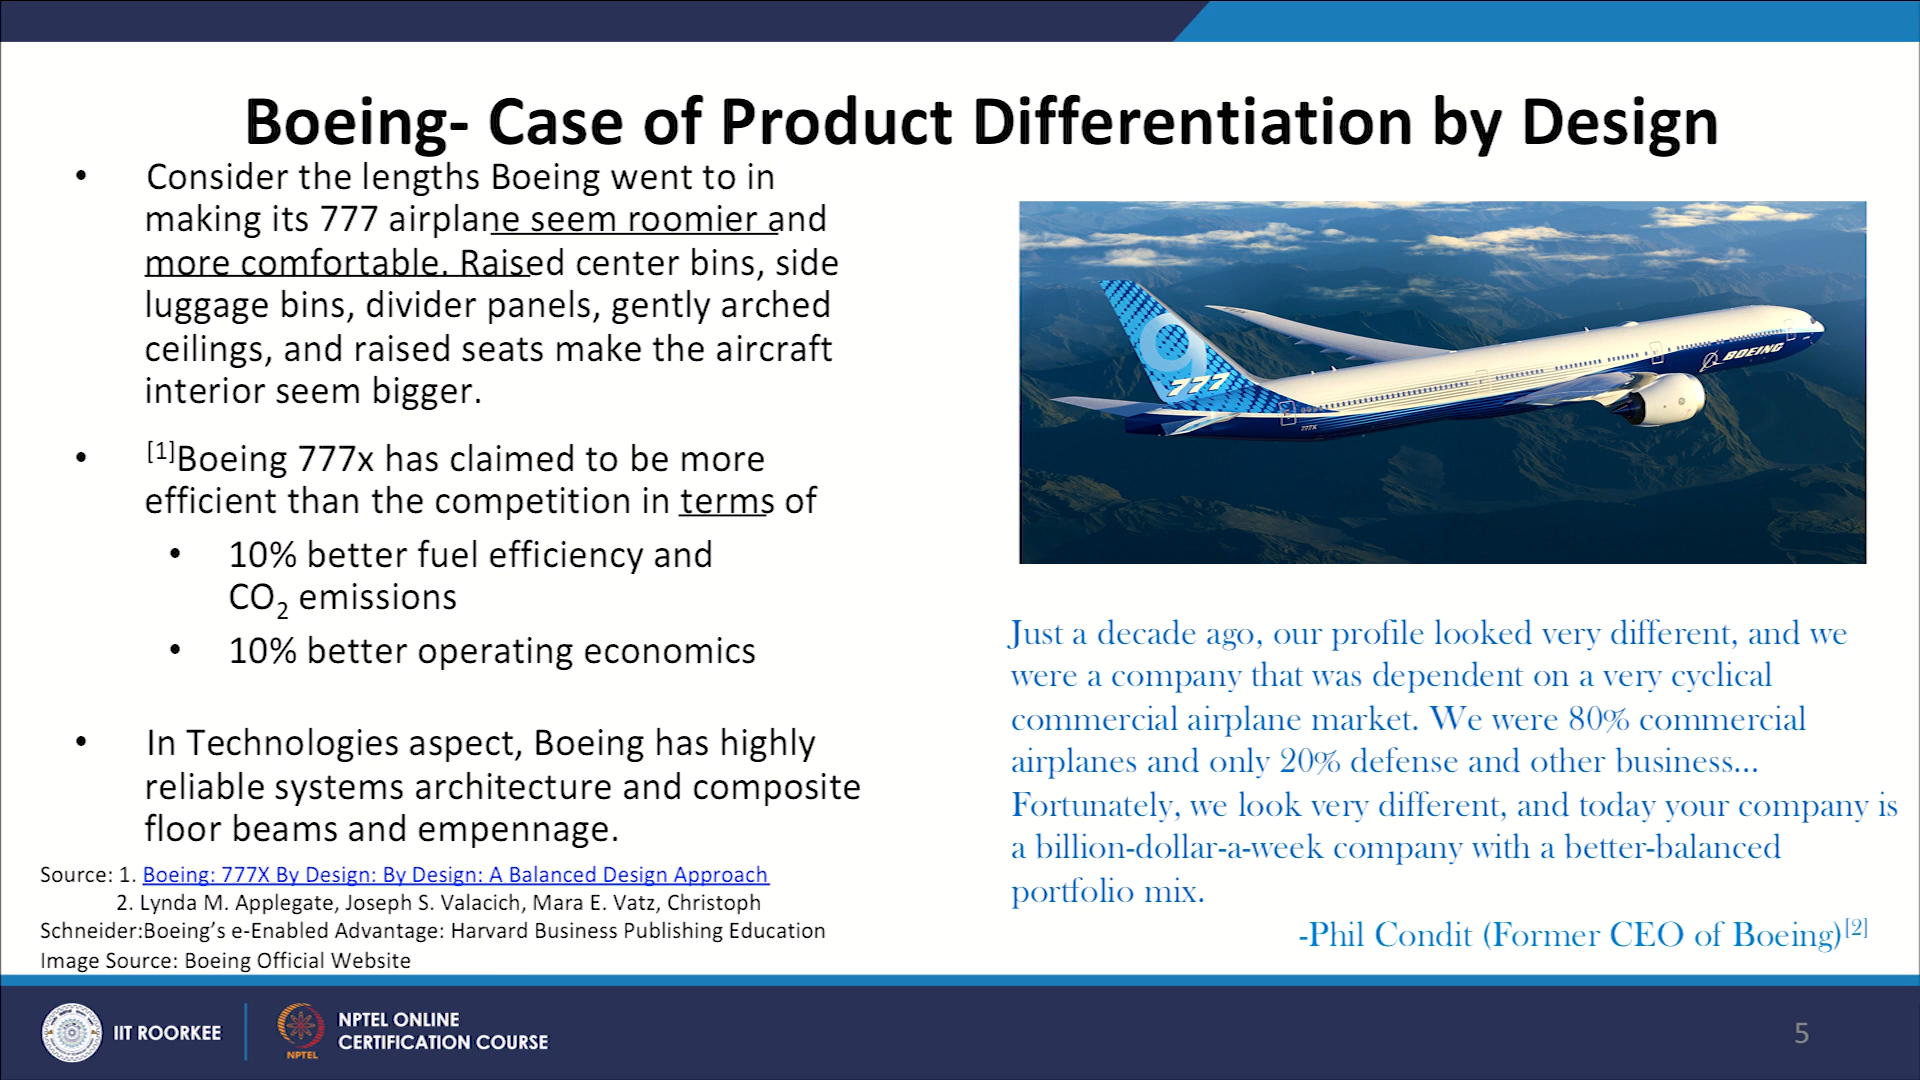 Boeing- Case of Product Differentiation by Design
• Consider the lengths Boeing went to in
making its 777 airplane seem roomier and
more comfortable. Raised center bins, side
luggage bins, divider panels, gently arched
ceilings, and raised seats make the aircraft
interior seem bigger.
• [1]Boeing 777x has claimed to be more
efficient than the competition in terms of
• 10% better fuel efficiency and
CO2 emissions
• 10% better operating economics
• In Technologies aspect, Boeing has highly
reliable systems architecture and composite
floor beams and empennage.
Source: 1. Boeing: 777X By Design: By Design: A Balanced Design Approach
2. Lynda M. Applegate, Joseph S. Valacich, Mara E. Vatz, Christoph
Schneider:Boeing’s e-Enabled Advantage: Harvard Business Publishing Education
Image Source: Boeing Official Website
9
777
BOEING
777X
Just a decade ago, our profile looked very different, and we
were a company that was dependent on a very cyclical
commercial airplane market. We were 80% commercial
airplanes and only 20% defense and other business...
Fortunately, we look very different, and today your company is
a billion-dollar-a-week company with a better-balanced
portfolio mix.
-Phil Condit (Former CEO of Boeing)[2]
IIT ROORKEE
NPTEL
NPTEL ONLINE
CERTIFICATION COURSE
5